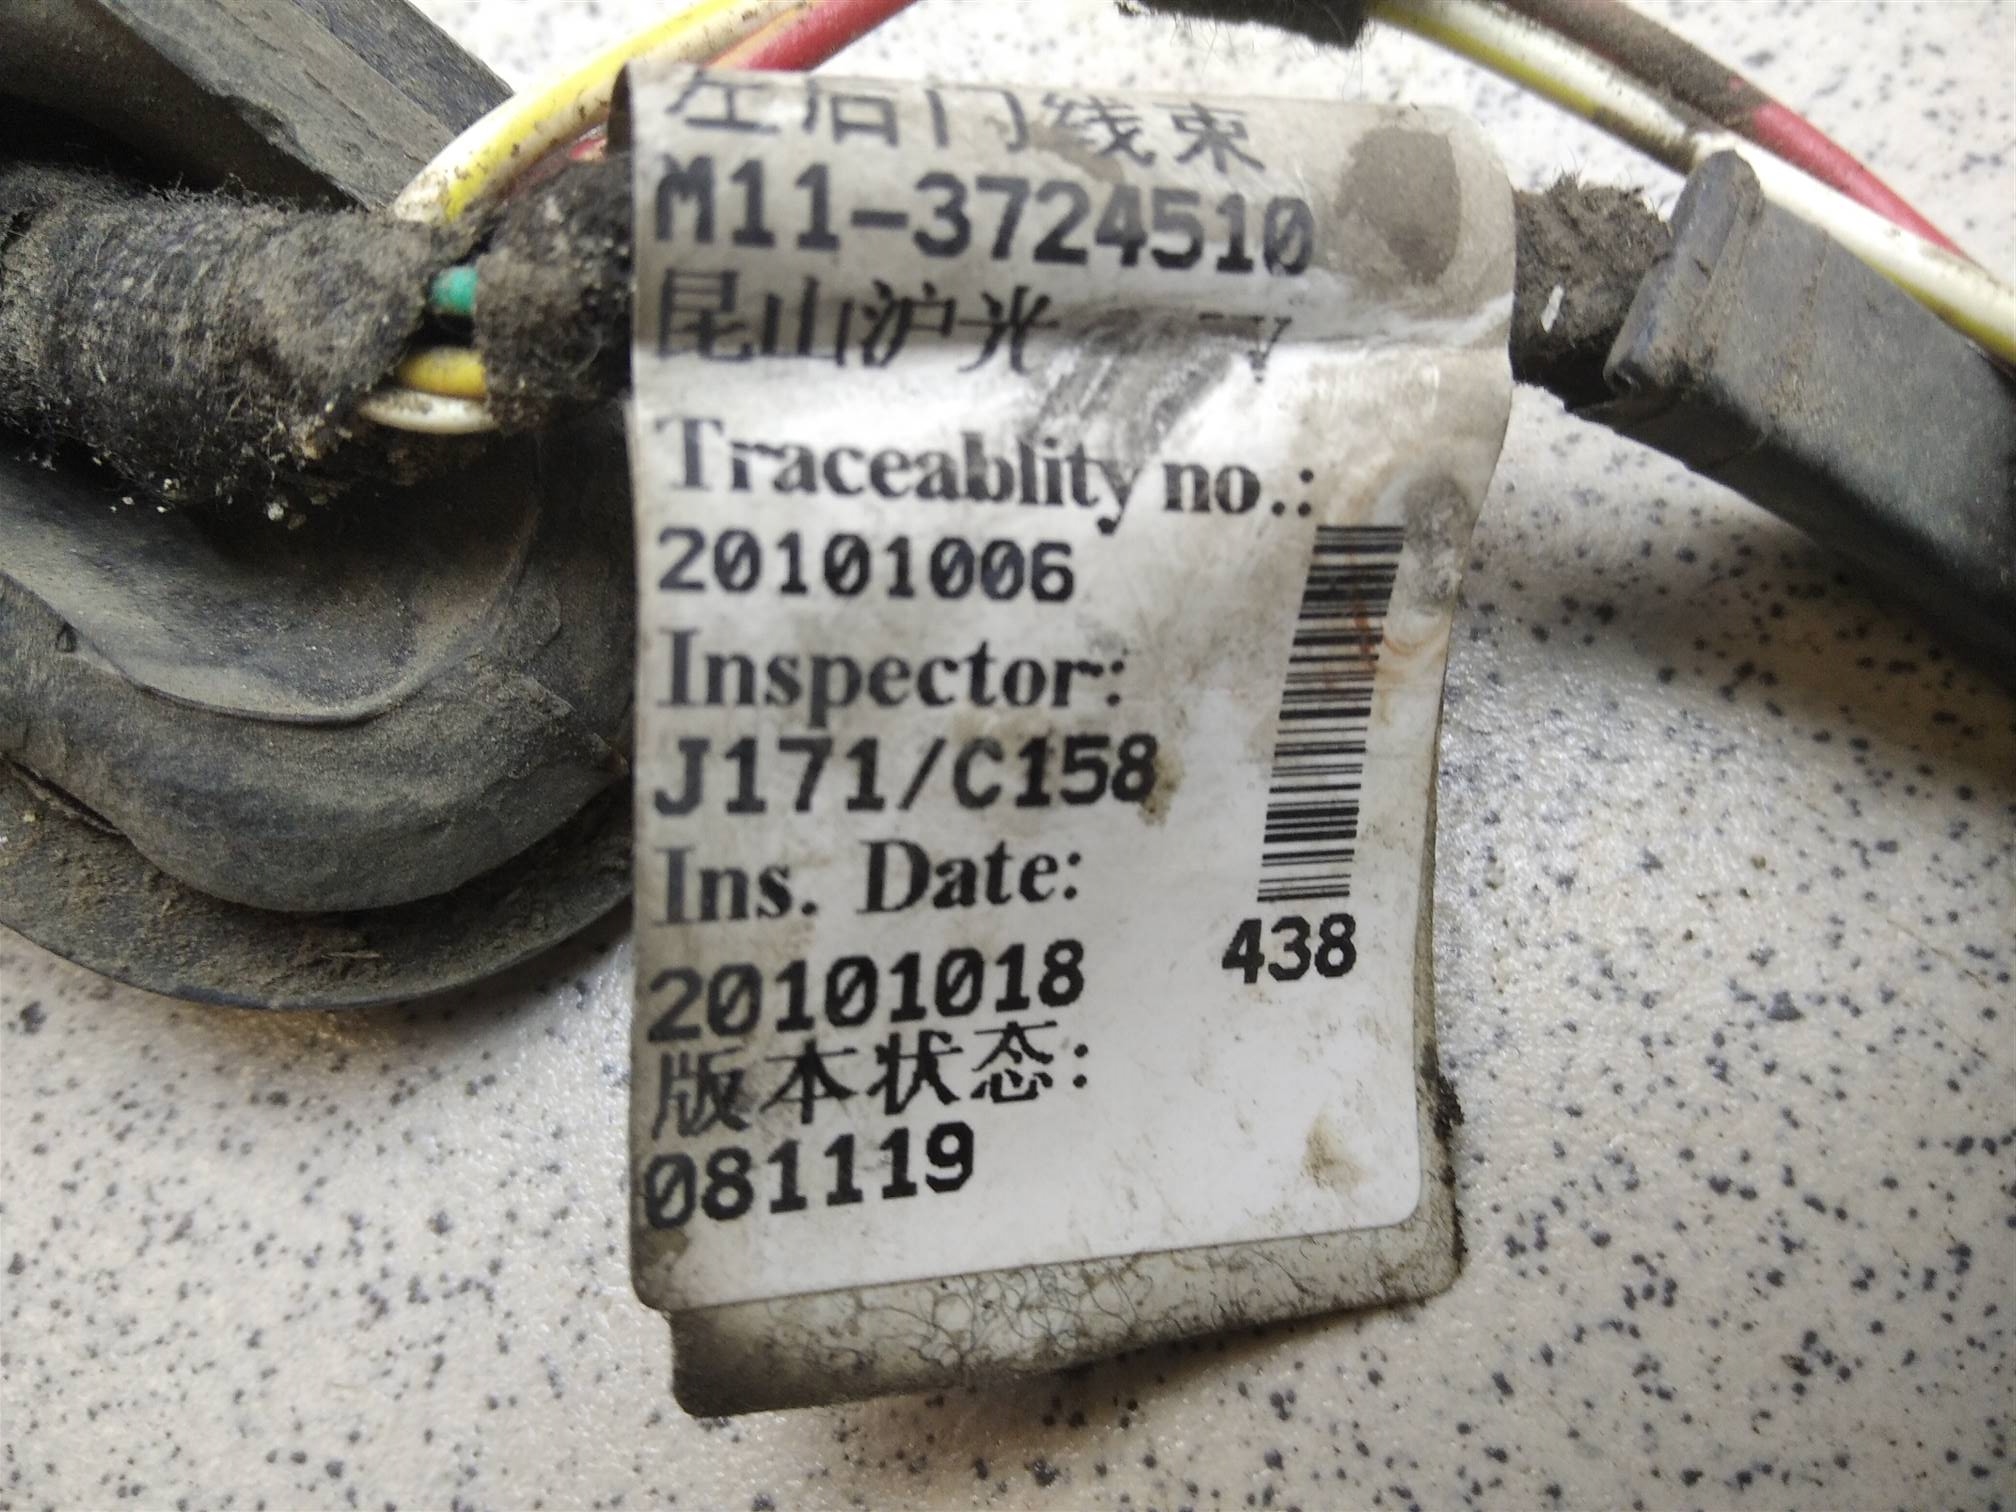 左后门线束
M11-3724510
昆山沪光
Traceablity no.:
20101006
Inspector:
J171/C158
Ins. Date:
20101018
438
版本状态:
081119